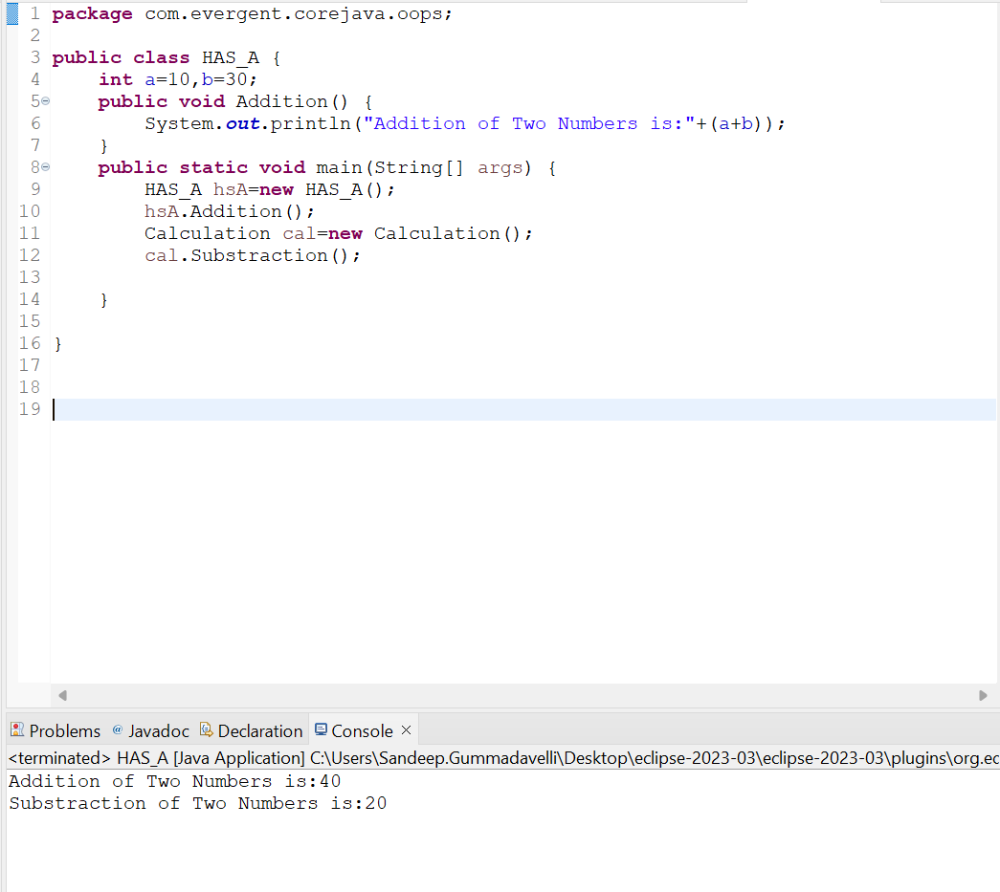 1 package com.evergent.corejava.oops;
2
3 public class HAS_A {
4 int a=10,b=30;
5 public void Addition() {
6 System.out.println("Addition of Two Numbers is:"+(a+b));
7 }
8 public static void main(String[] args) {
9 HAS_A hsA=new HAS_A();
10 hsA.Addition();
11 Calculation cal=new Calculation();
12 cal.Substraction();
13
14 }
15
16 }
17
18
19
Problems @ Javadoc Declaration Console ×
<terminated> HAS_A [Java Application] C:\Users\Sandeep.Gummadavelli\Desktop\eclipse-2023-03\eclipse-2023-03\plugins\org.ec
Addition of Two Numbers is:40
Substraction of Two Numbers is:20